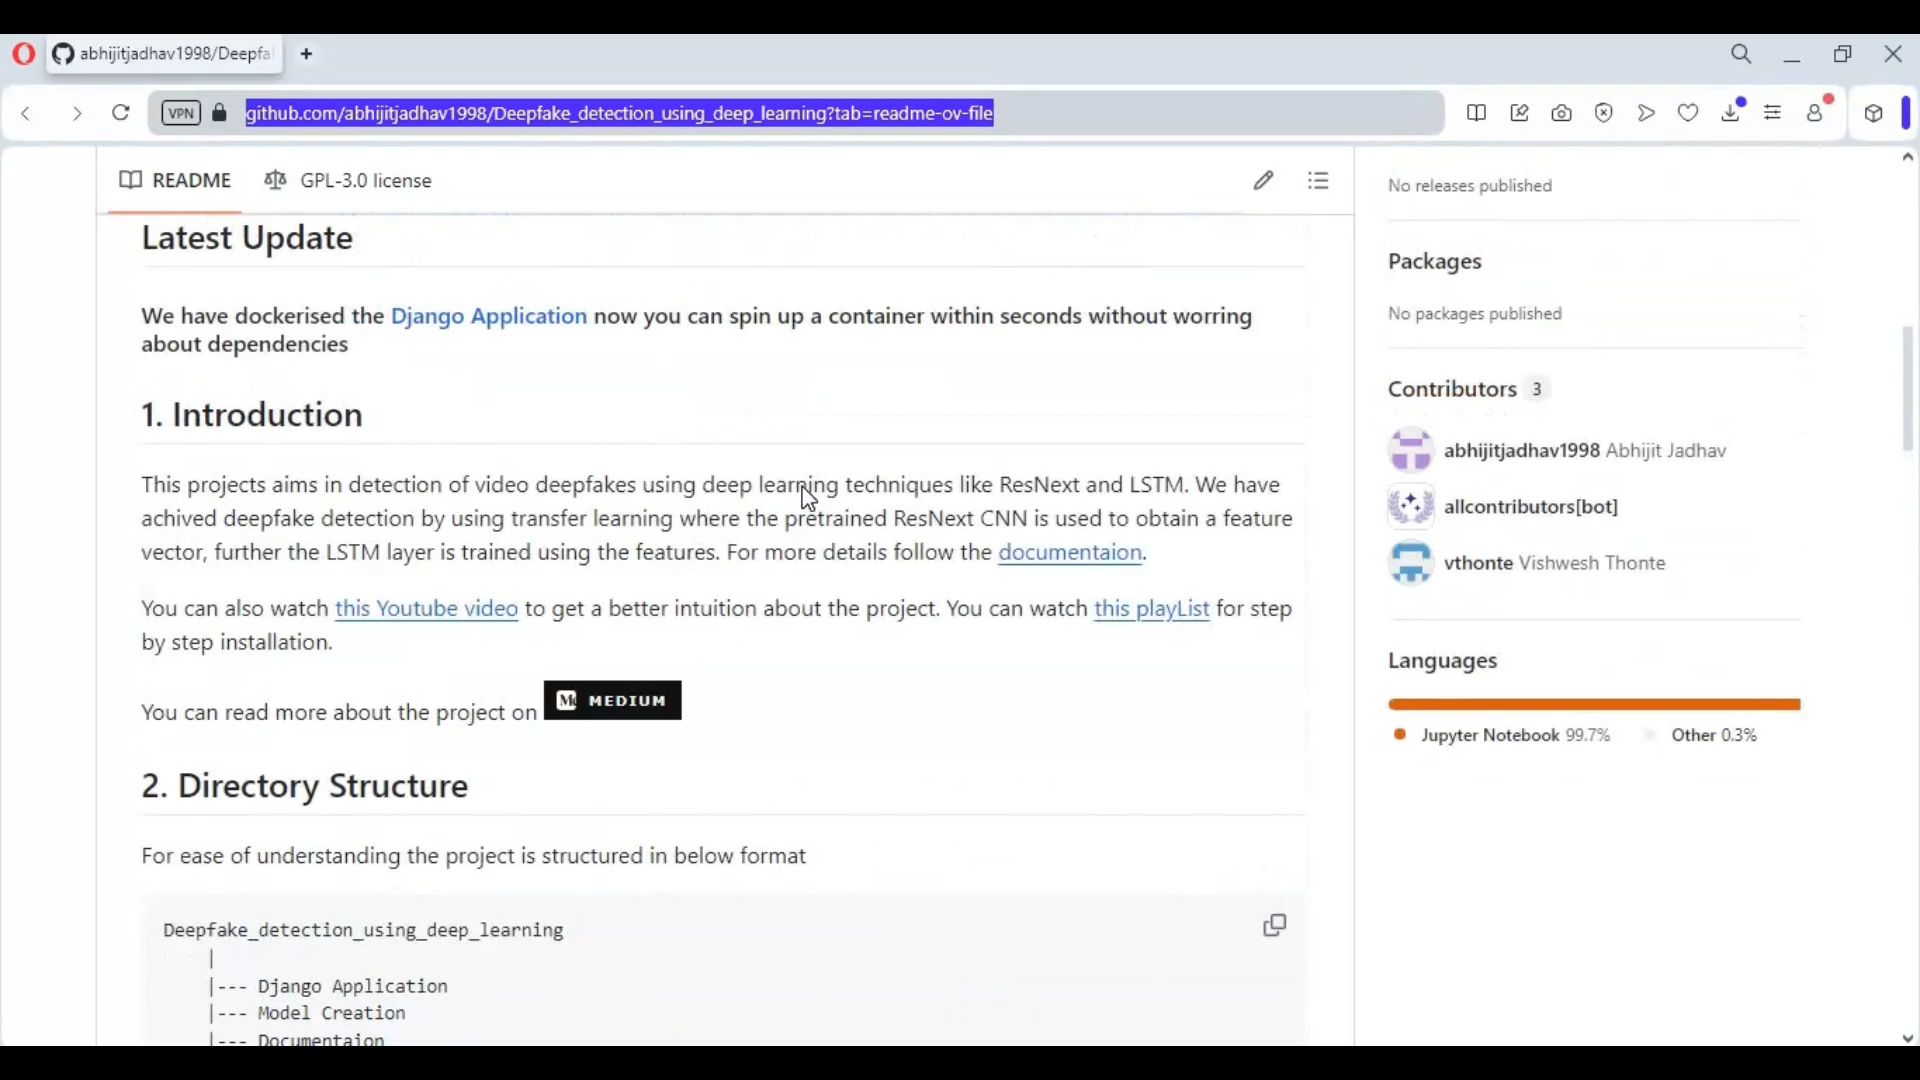 abhijitjadhav1998/Deepfa
VPN
github.com/abhijitjadhav1998/Deepfake_detection_using_deep_learning?tab=readme-ov-file
README
GPL-3.0 license
Latest Update
We have dockerised the Django Application now you can spin up a container within seconds without worring
about dependencies
1. Introduction
This projects aims in detection of video deepfakes using deep learning techniques like ResNext and LSTM. We have
achived deepfake detection by using transfer learning where the pretrained ResNext CNN is used to obtain a feature
vector, further the LSTM layer is trained using the features. For more details follow the documentaion.
You can also watch this Youtube video to get a better intuition about the project. You can watch this playList for step
by step installation.
You can read more about the project on MEDIUM
2. Directory Structure
For ease of understanding the project is structured in below format
Deepfake_detection_using_deep_learning
|
|--- Django Application
|--- Model Creation
|--- Documentaion
No releases published
Packages
No packages published
Contributors 3
abhijitjadhav1998 Abhijit Jadhav
allcontributors[bot]
vthonte Vishwesh Thonte
Languages
Jupyter Notebook 99.7% Other 0.3%